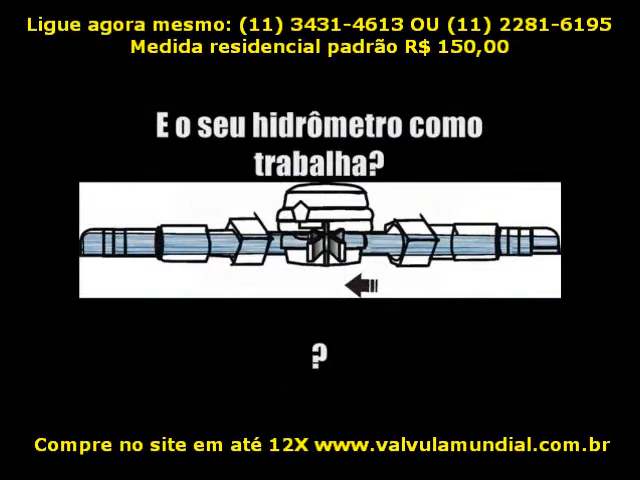 Ligue agora mesmo: (11) 3431-4613 OU (11) 2281-6195
Medida residencial padrão R$ 150,00
E o seu hidrômetro como
trabalha?
?
Compre no site em até 12X www.valvulamundial.com.br